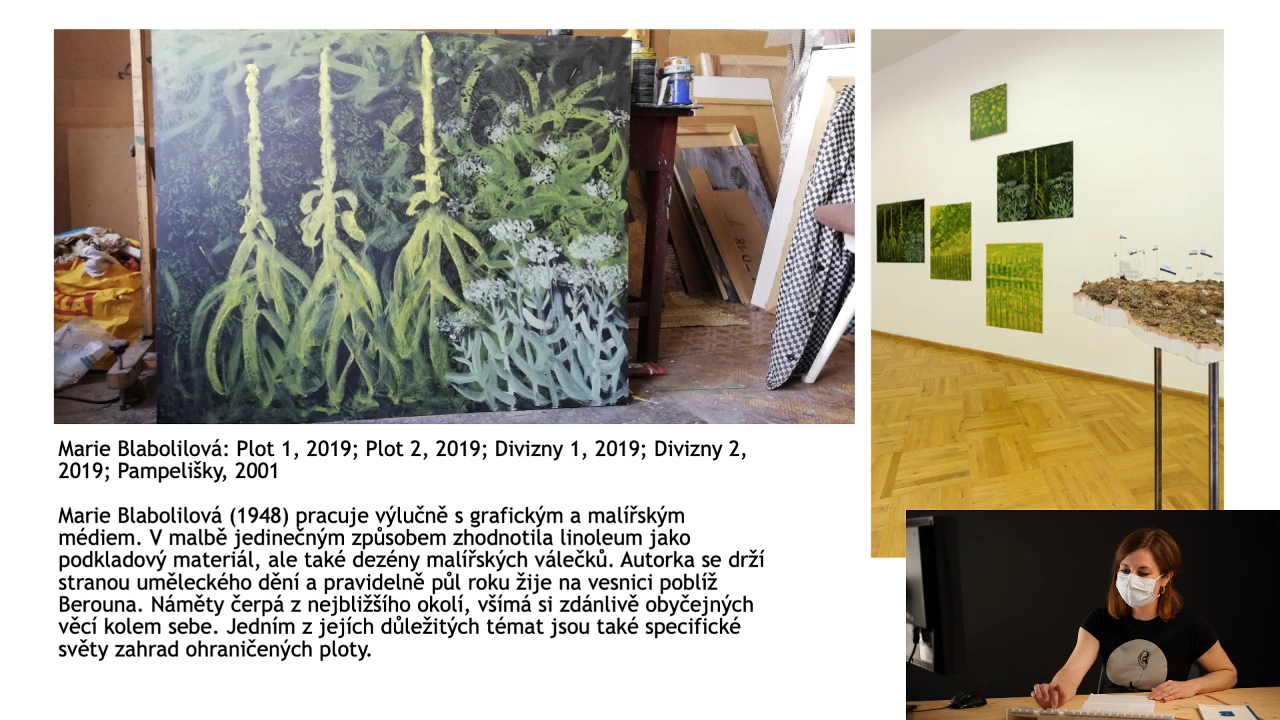 Marie Blabolilová: Plot 1, 2019; Plot 2, 2019; Divizny 1, 2019; Divizny 2,
2019; Pampelišky, 2001
Marie Blabolilová (1948) pracuje výlučně s grafickým a malířským
médiem. V malbě jedinečným způsobem zhodnotila linoleum jako
podkladový materiál, ale také dezény malířských válečků. Autorka se drží
stranou uměleckého dění a pravidelně půl roku žije na vesnici poblíž
Berouna. Náměty čerpá z nejbližšího okolí, všímá si zdánlivě obyčejných
věcí kolem sebe. Jedním z jejích důležitých témat jsou také specifické
světy zahrad ohraničených ploty.